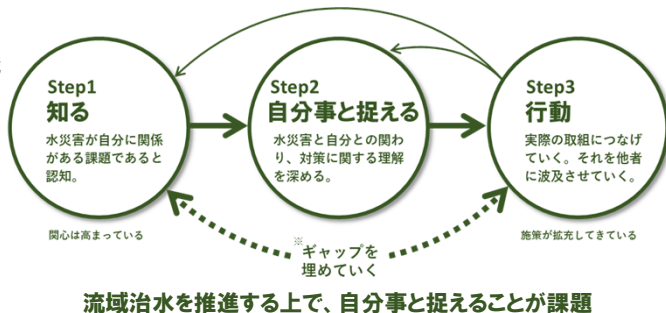 Step1
知る
水災害が自分に関係
がある課題であると
認知。
関心は高まっている
Step2
自分事と捉える
水災害と自分との関わ
り、対策に関する理解
を深める。
Step3
行動
実際の取組につなげ
ていく。それを他者
に波及させていく。
施策が拡充してきている
※ギャップを
埋めていく
流域治水を推進する上で、自分事と捉えることが課題